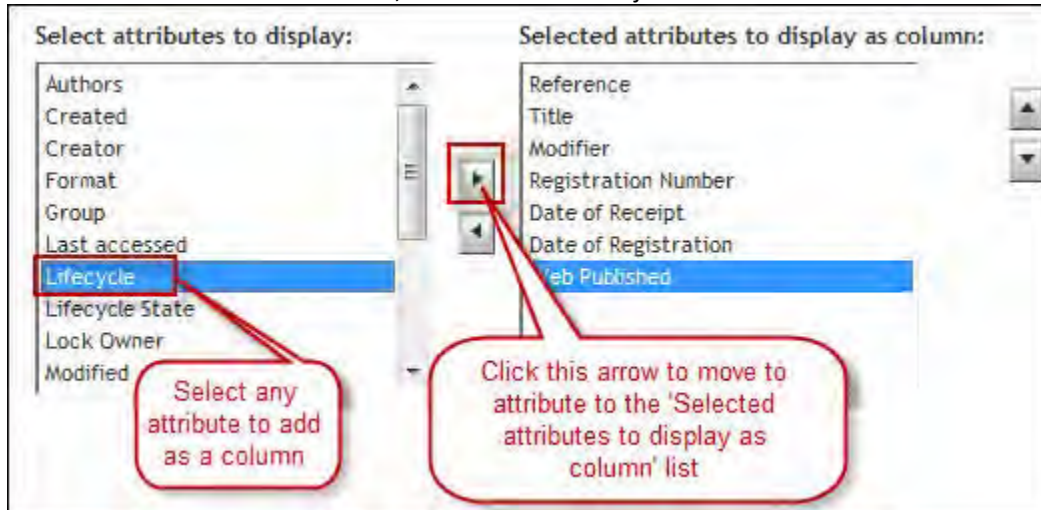 Select attributes to display:
Authors
Created
Creator
Format
Group
Last accessed
Lifecycle
Lifecycle State
Lock Owner
Modified
Select any
attribute to add
as a column
Selected attributes to display as column:
Reference
Title
Modifier
Registration Number
Date of Receipt
Date of Registration
Web Published
Click this arrow to move to
attribute to the 'Selected
attributes to display as
column' list